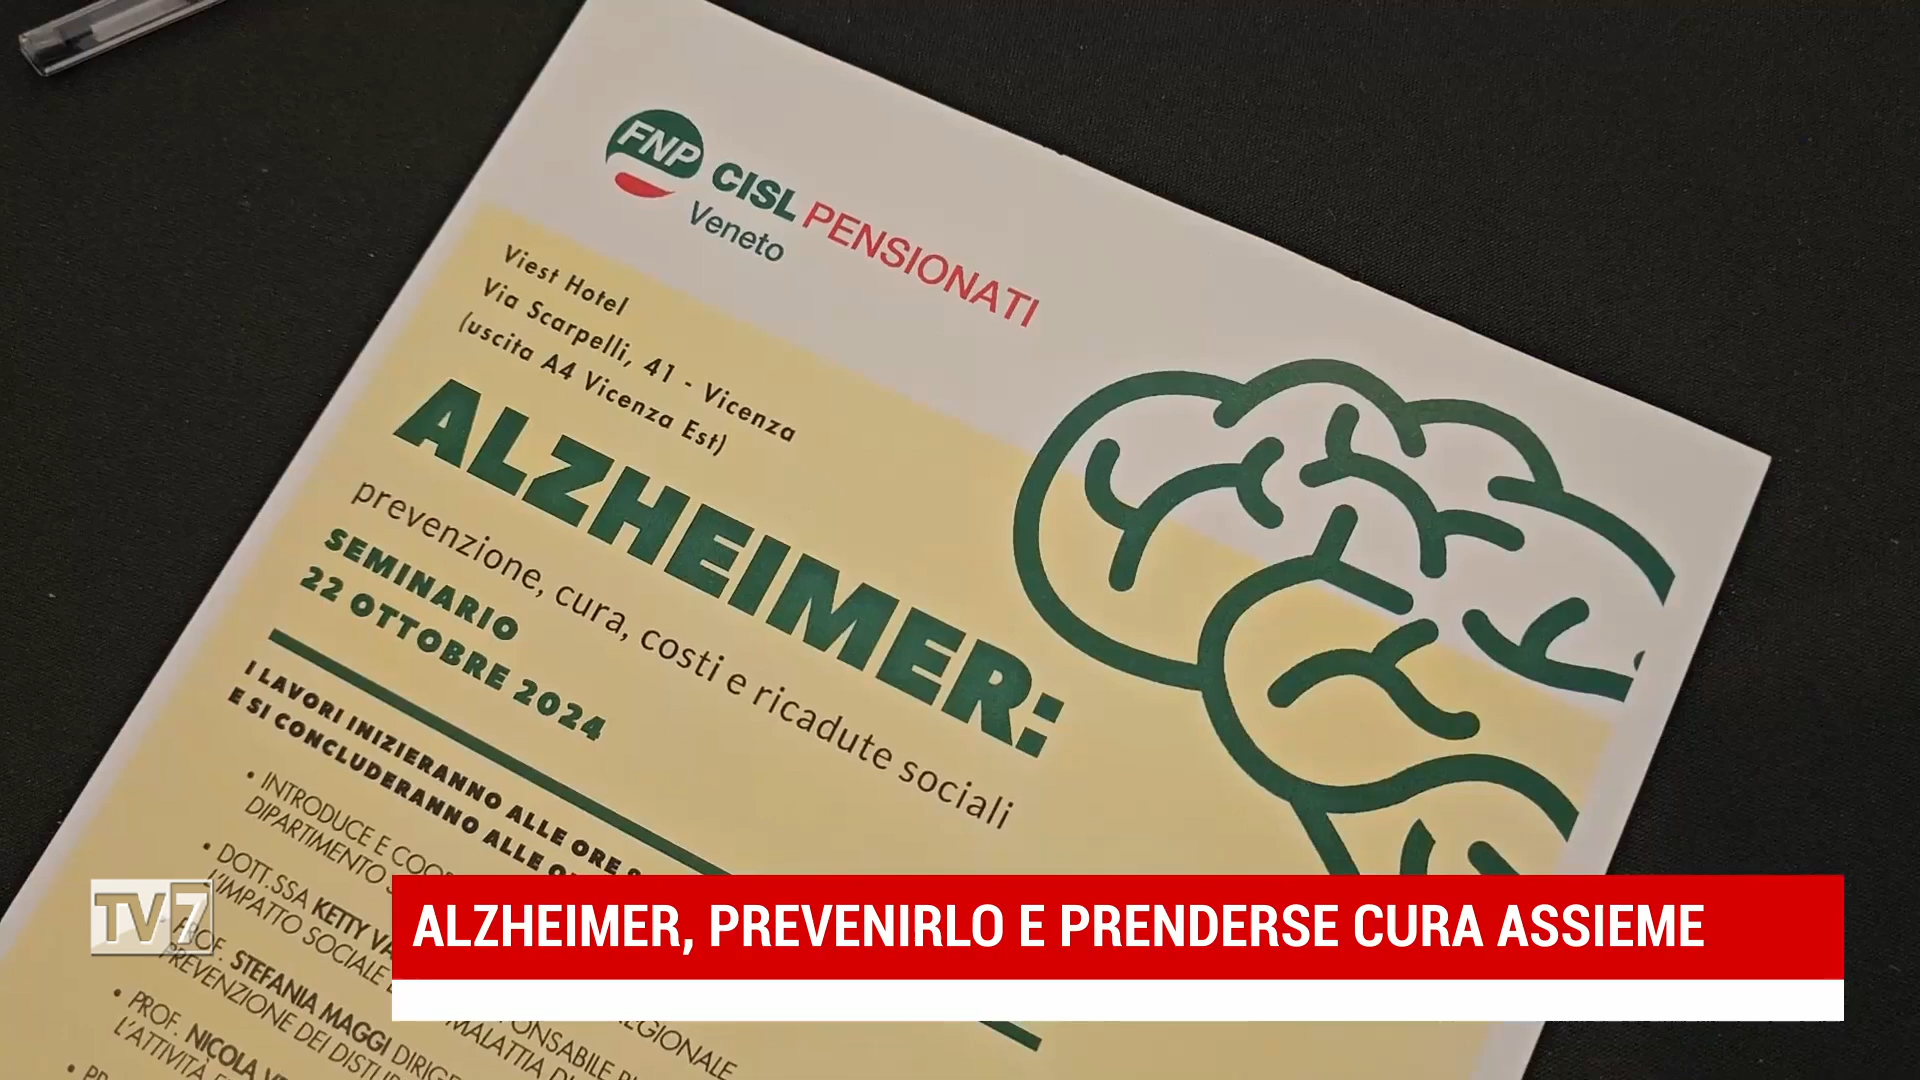 FNP CISL PENSIONATI
Veneto
Viest Hotel
Via Scarpelli, 41 - Vicenza
(uscita A4 Vicenza Est)
ALZHEIMER:
prevenzione, cura, costi e ricadute sociali
SEMINARIO
22 OTTOBRE 2024
I LAVORI INIZIERANNO ALLE ORE
E SI CONCLUDERANNO ALLE
• INTRODUCE E
DIPARTIMENTO
• DOTT.SSA KETTY
L'IMPATTO SOCIALE
REGIONALE
PROF. STEFANIA MAGGI
PREVENZIONE DEI
MALATTIA
• PROF. NICOLA
L'ATTIVITÀ
TV7
ALZHEIMER, PREVENIRLO E PRENDERSE CURA ASSIEME